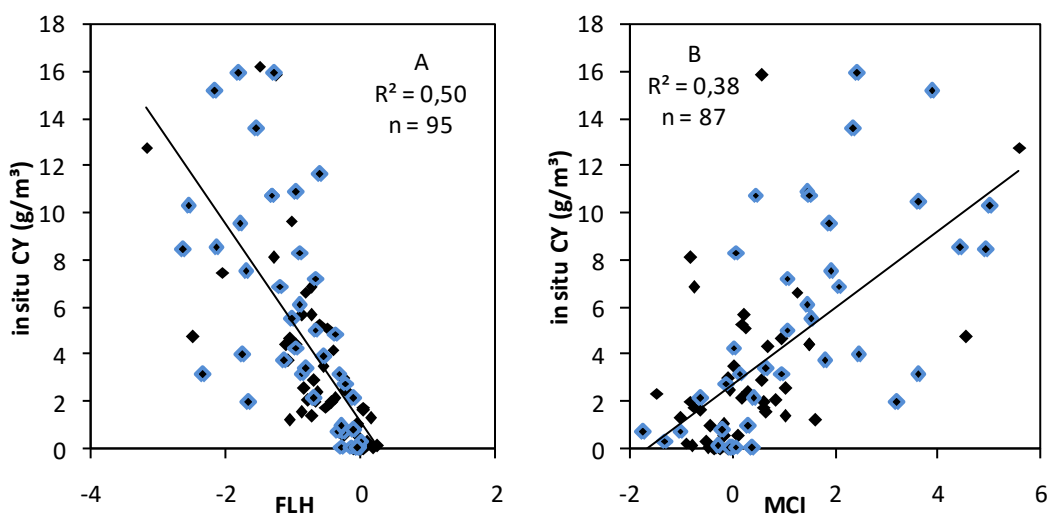 in situ CY (g/m³)
18
16
14
12
10
8
6
4
2
0
A
R² = 0,50
n = 95
-4
-2
0
2
FLH
in situ CY (g/m³)
18
16
14
12
10
8
6
4
2
0
B
R² = 0,38
n = 87
-2
0
2
4
6
MCI